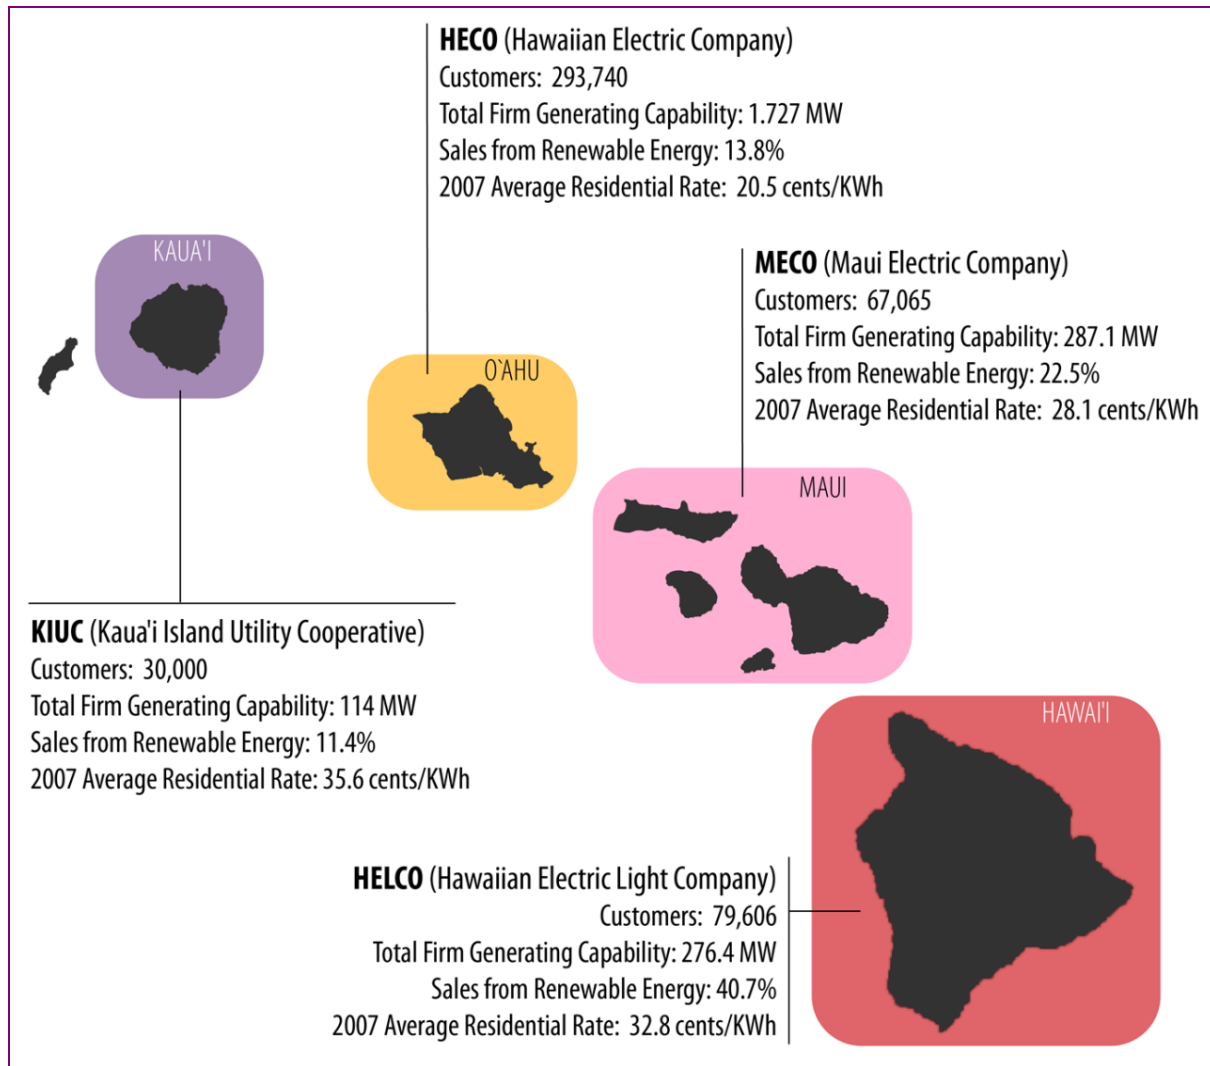 HECO (Hawaiian Electric Company)
Customers: 293,740
Total Firm Generating Capability: 1.727 MW
Sales from Renewable Energy: 13.8%
2007 Average Residential Rate: 20.5 cents/KWh
KAUA'I
MECO (Maui Electric Company)
Customers: 67,065
Total Firm Generating Capability: 287.1 MW
Sales from Renewable Energy: 22.5%
2007 Average Residential Rate: 28.1 cents/KWh
O`AHU
MAUI
KIUC (Kaua'i Island Utility Cooperative)
Customers: 30,000
Total Firm Generating Capability: 114 MW
Sales from Renewable Energy: 11.4%
2007 Average Residential Rate: 35.6 cents/KWh
HAWAI'I
HELCO (Hawaiian Electric Light Company)
Customers: 79,606
Total Firm Generating Capability: 276.4 MW
Sales from Renewable Energy: 40.7%
2007 Average Residential Rate: 32.8 cents/KWh